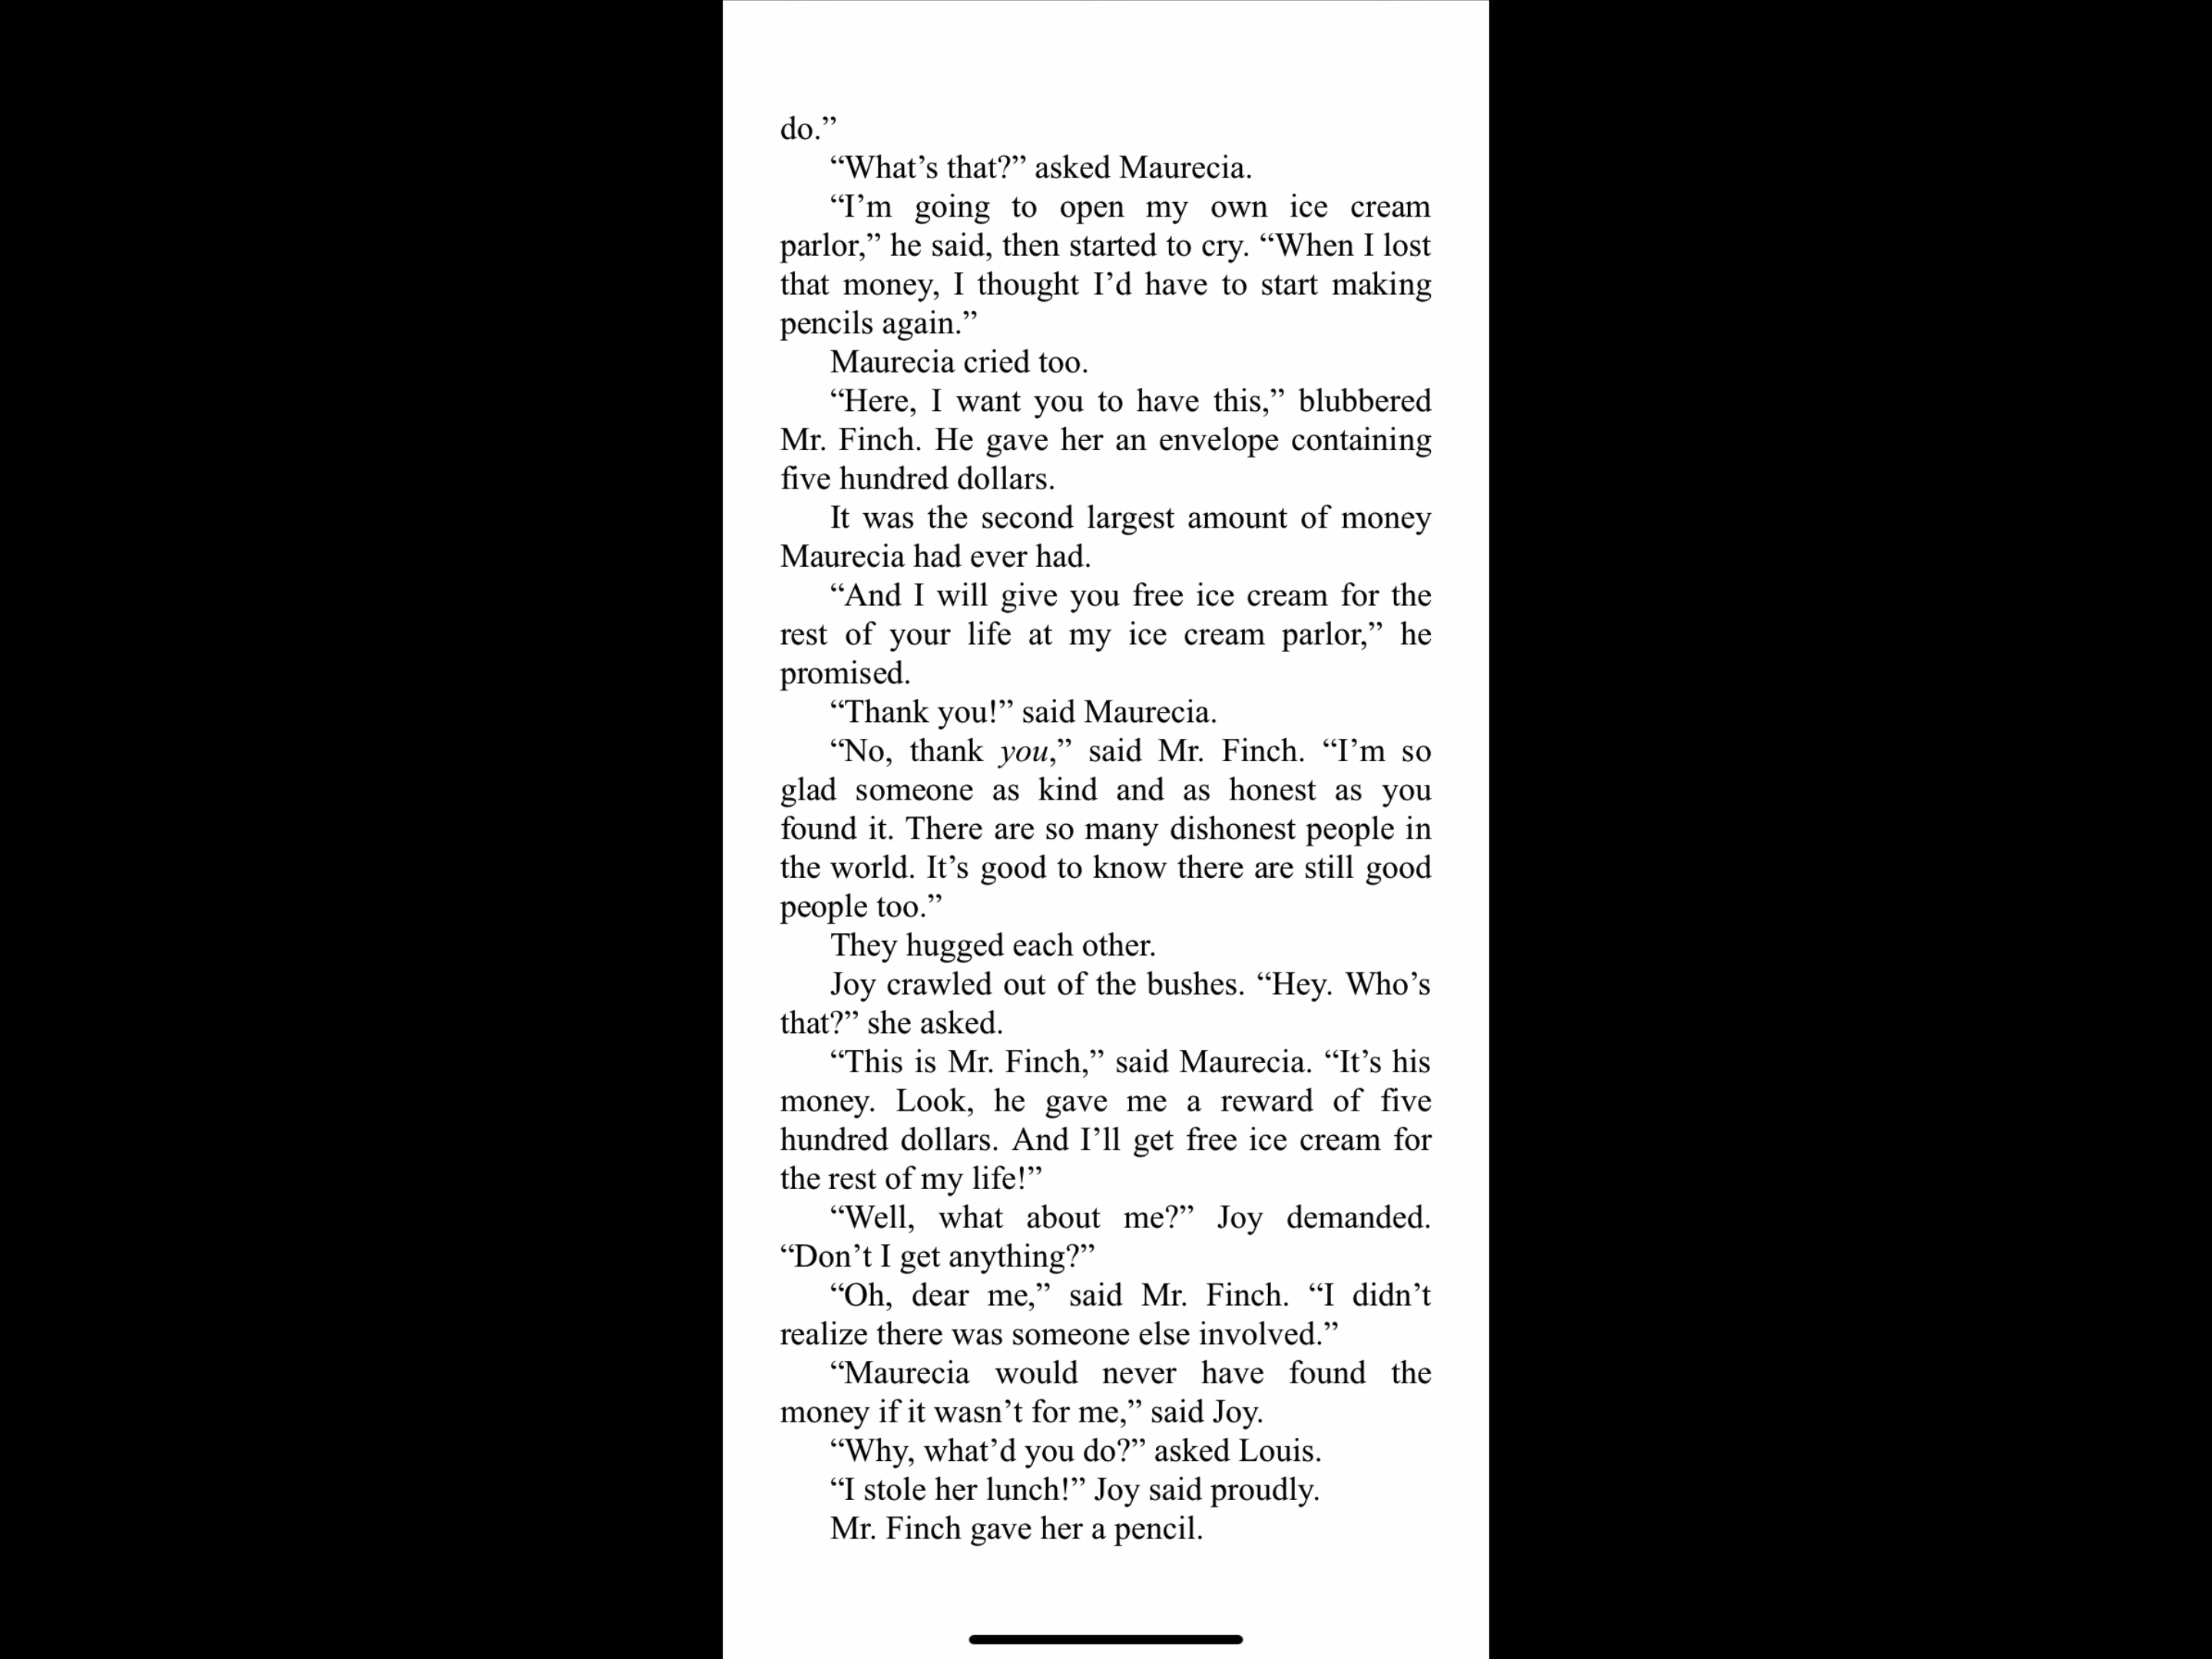 do.”
“What’s that?” asked Maurecia.
“I’m going to open my own ice cream
parlor,” he said, then started to cry. “When I lost
that money, I thought I’d have to start making
pencils again.”
Maurecia cried too.
“Here, I want you to have this,” blubbered
Mr. Finch. He gave her an envelope containing
five hundred dollars.
It was the second largest amount of money
Maurecia had ever had.
“And I will give you free ice cream for the
rest of your life at my ice cream parlor,” he
promised.
“Thank you!” said Maurecia.
“No, thank you,” said Mr. Finch. “I’m so
glad someone as kind and as honest as you
found it. There are so many dishonest people in
the world. It’s good to know there are still good
people too.”
They hugged each other.
Joy crawled out of the bushes. “Hey. Who’s
that?” she asked.
“This is Mr. Finch,” said Maurecia. “It’s his
money. Look, he gave me a reward of five
hundred dollars. And I’ll get free ice cream for
the rest of my life!”
“Well, what about me?” Joy demanded.
“Don’t I get anything?”
“Oh, dear me,” said Mr. Finch. “I didn’t
realize there was someone else involved.”
“Maurecia would never have found the
money if it wasn’t for me,” said Joy.
“Why, what’d you do?” asked Louis.
“I stole her lunch!” Joy said proudly.
Mr. Finch gave her a pencil.